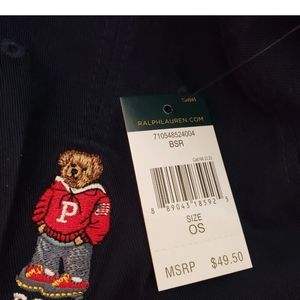 RALPHLAUREN.COM
710548524004
BSR
8 89043 18592 5
SIZE
OS
MSRP $49.50
P